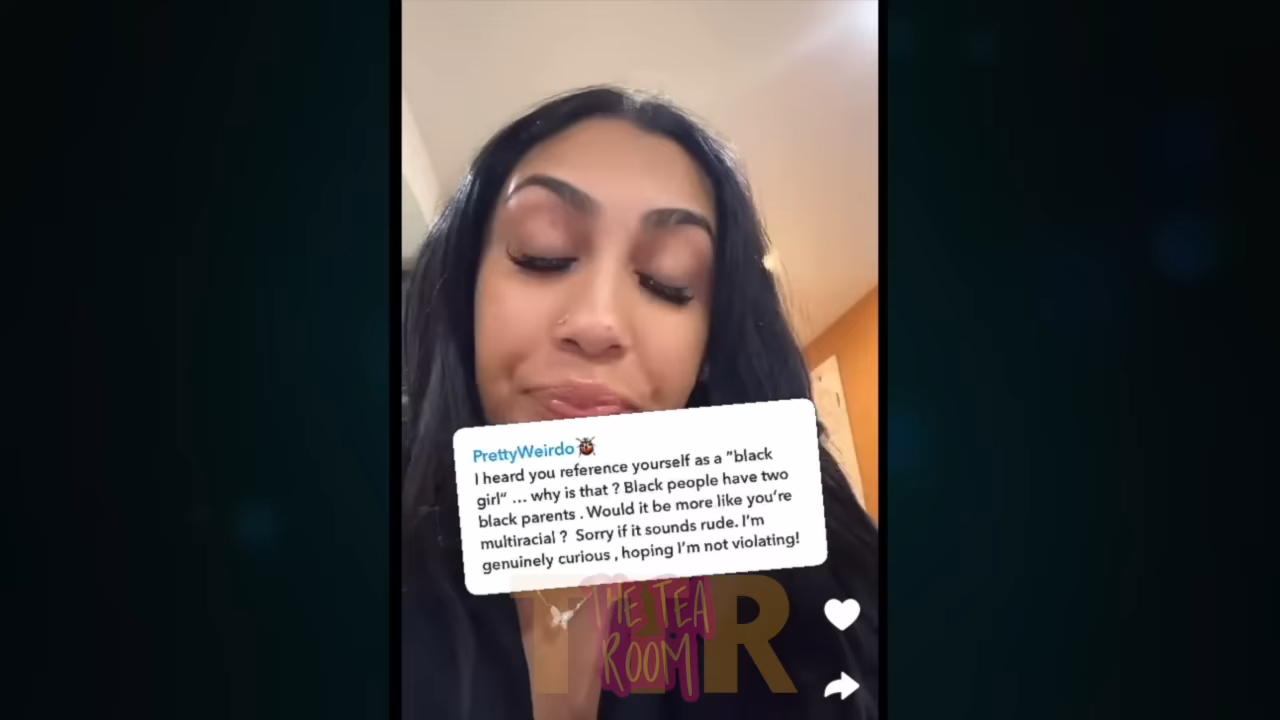 PrettyWeirdo🐞
I heard you reference yourself as a "black
girl" ... why is that ? Black people have two
black parents . Would it be more like you're
multiracial ? Sorry if it sounds rude. I'm
genuinely curious , hoping I'm not violating!
TTR
THE TEA
ROOM